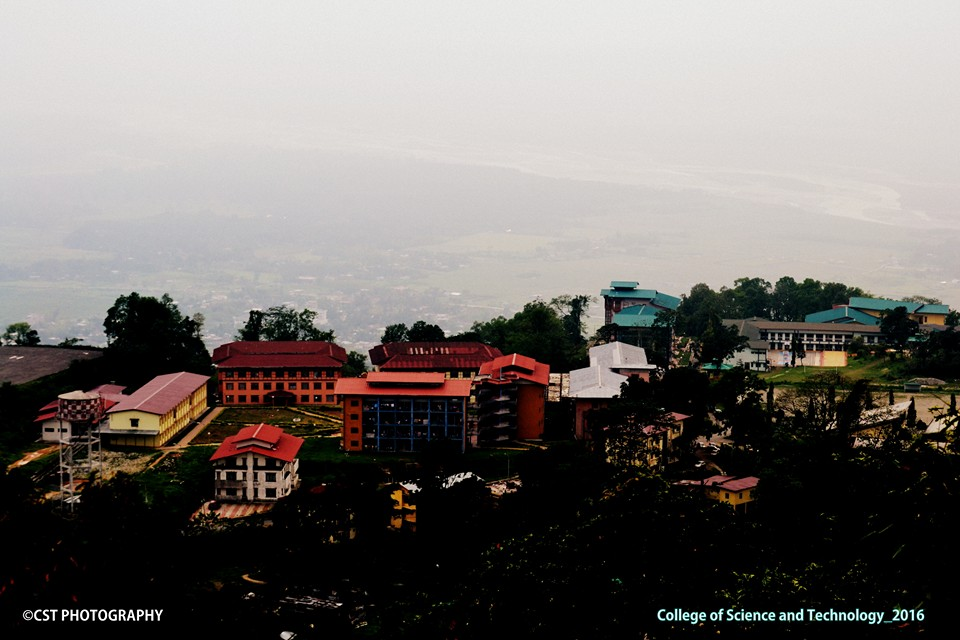 ©CST PHOTOGRAPHY
College of Science and Technology_2016